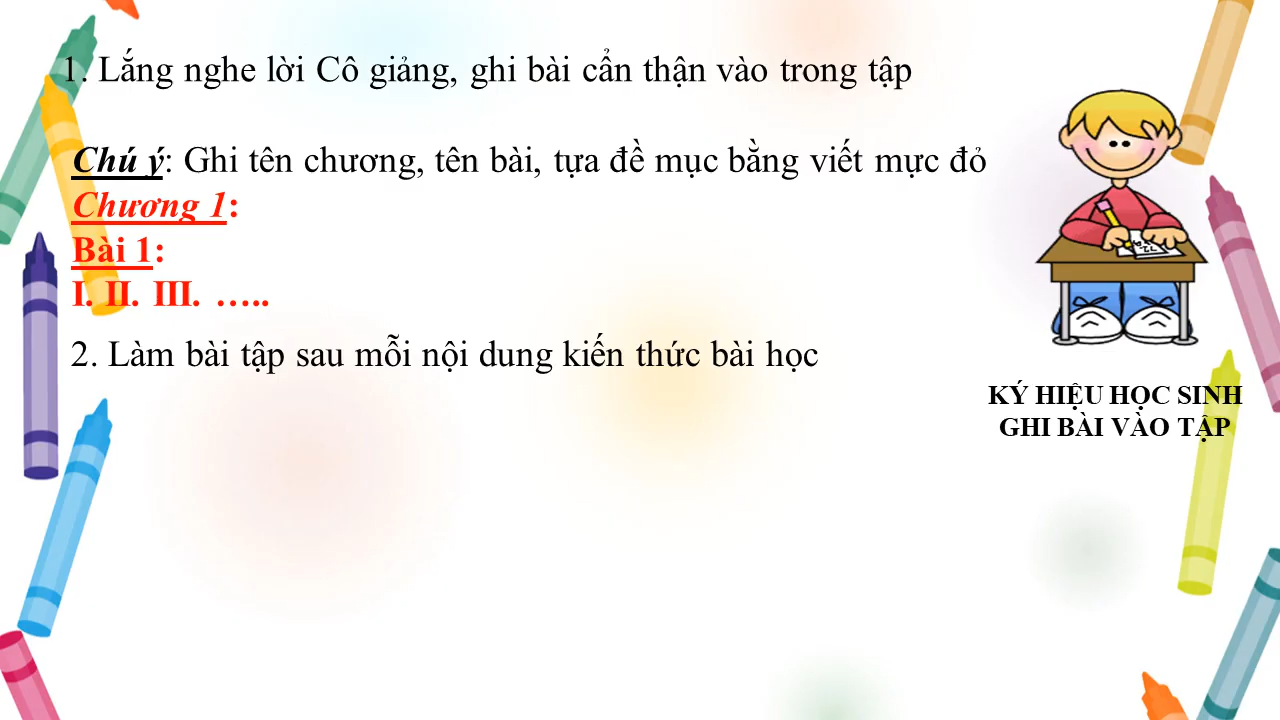 1. Lắng nghe lời Cô giảng, ghi bài cẩn thận vào trong tập
Chú ý: Ghi tên chương, tên bài, tựa đề mục bằng viết mực đỏ
Chương 1:
Bài 1:
I. II. III. …..
2. Làm bài tập sau mỗi nội dung kiến thức bài học
KÝ HIỆU HỌC SINH
GHI BÀI VÀO TẬP